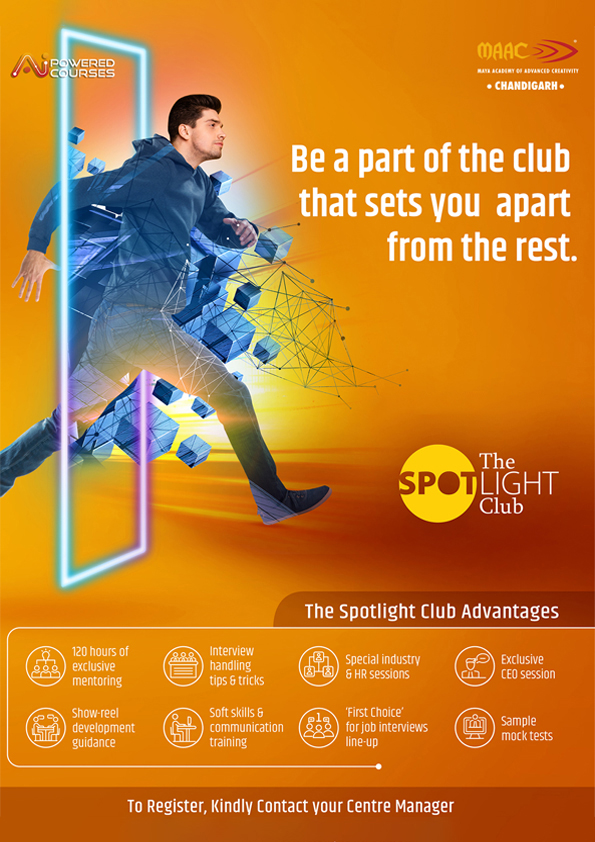 Ai POWERED
COURSES
MAAC
MAYA ACADEMY OF ADVANCED CREATIVITY
• CHANDIGARH •
Be a part of the club
that sets you apart
from the rest.
The
SPOTLIGHT
Club
The Spotlight Club Advantages
120 hours of
exclusive
mentoring
Interview
handling
tips & tricks
Special industry
& HR sessions
Exclusive
CEO session
Show-reel
development
guidance
Soft skills &
communication
training
'First Choice'
for job interviews
line-up
Sample
mock tests
To Register, Kindly Contact your Centre Manager